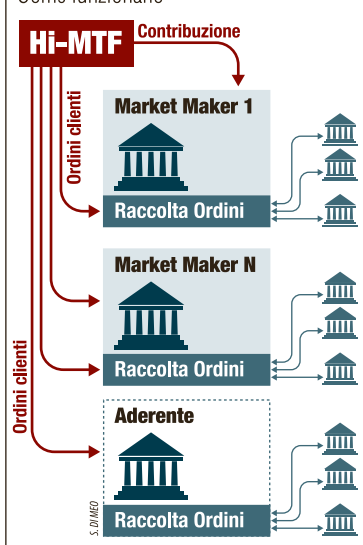 Come funzionano
Hi-MTF
Contribuzione
Ordini clienti
Market Maker 1
Raccolta Ordini
Market Maker N
Raccolta Ordini
Ordini clienti
Aderente
Raccolta Ordini
S. DI MEO